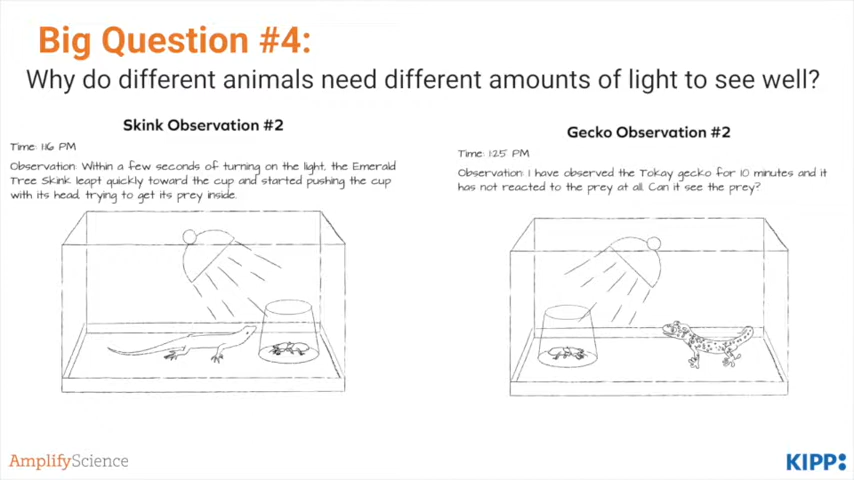 Big Question #4:
Why do different animals need different amounts of light to see well?
Skink Observation #2
Time: 1:16 PM
Observation: Within a few seconds of turning on the light, the Emerald
Tree Skink leapt quickly toward the cup and started pushing the cup
with its head, trying to get its prey inside.
Gecko Observation #2
Time: 1:25 PM
Observation: I have observed the Tokay gecko for 10 minutes and it
has not reacted to the prey at all. Can it see the prey?
AmplifyScience
KIPP: